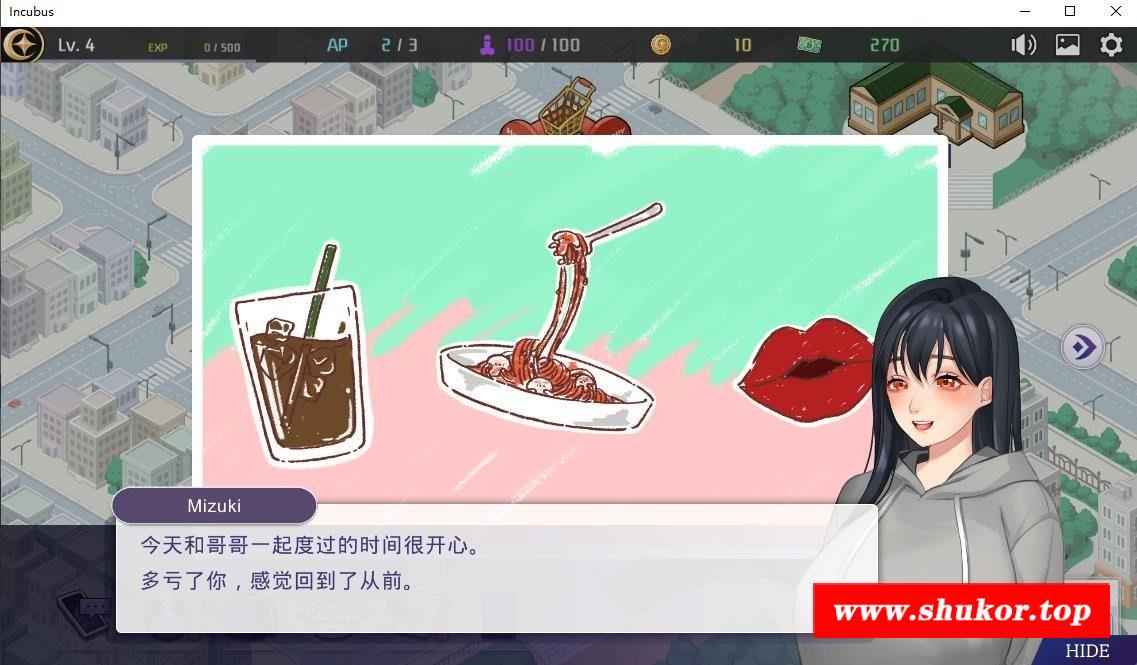 Incubus
Lv. 4
EXP
0 / 500
AP
2 / 3
100 / 100
10
270
Mizuki
今天和哥哥一起度过的时间很开心。
多亏了你，感觉回到了从前。
www.shukor.top
HIDE